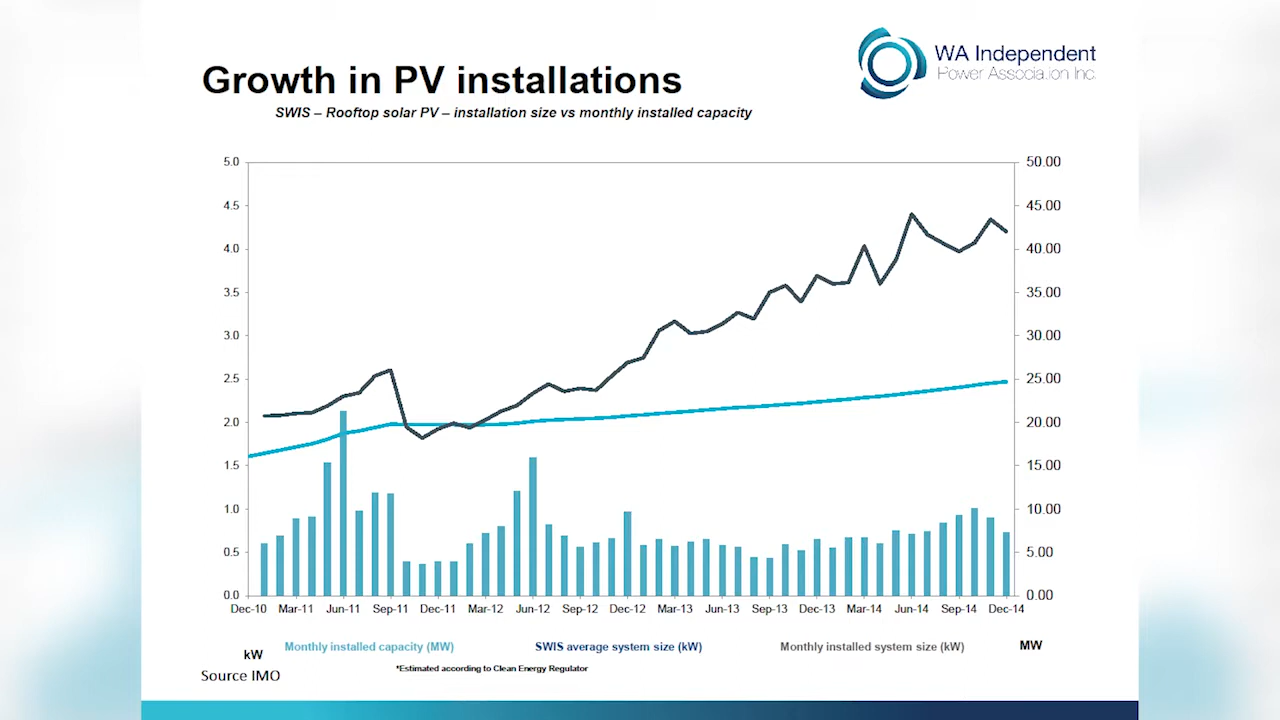 WA Independent
Power Association Inc.
Growth in PV installations
SWIS – Rooftop solar PV – installation size vs monthly installed capacity
5.0 50.00
4.5 45.00
4.0 40.00
3.5 35.00
3.0 30.00
2.5 25.00
2.0 20.00
1.5 15.00
1.0 10.00
0.5 5.00
0.0 0.00
Dec-10 Mar-11 Jun-11 Sep-11 Dec-11 Mar-12 Jun-12 Sep-12 Dec-12 Mar-13 Jun-13 Sep-13 Dec-13 Mar-14 Jun-14 Sep-14 Dec-14
kW Monthly installed capacity (MW) SWIS average system size (kW) Monthly installed system size (kW) MW
*Estimated according to Clean Energy Regulator
Source IMO